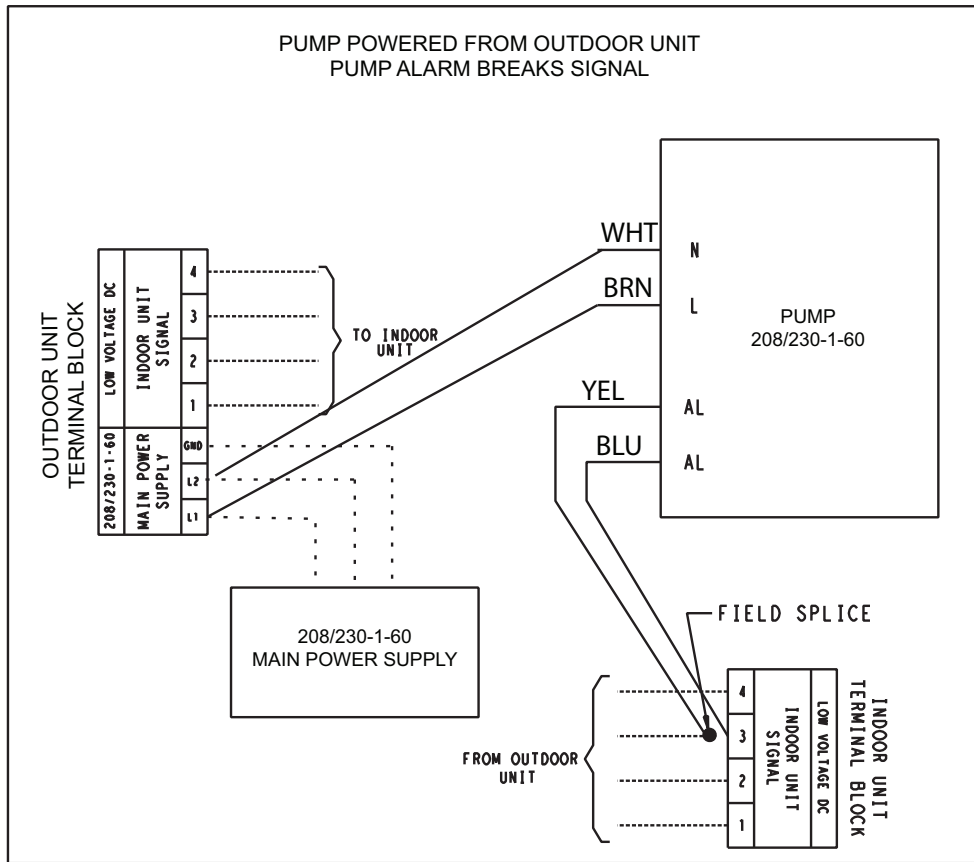 PUMP POWERED FROM OUTDOOR UNIT
PUMP ALARM BREAKS SIGNAL
OUTDOOR UNIT
TERMINAL BLOCK
LOW VOLTAGE DC
208/230-1-60
INDOOR UNIT
SIGNAL
MAIN POWER
SUPPLY
4
3
2
1
GND
L2
L1
TO INDOOR
UNIT
WHT
BRN
YEL
BLU
N
L
AL
AL
PUMP
208/230-1-60
208/230-1-60
MAIN POWER SUPPLY
FIELD SPLICE
FROM OUTDOOR
UNIT
4
3
2
1
INDOOR UNIT
SIGNAL
LOW VOLTAGE DC
INDOOR UNIT
TERMINAL BLOCK